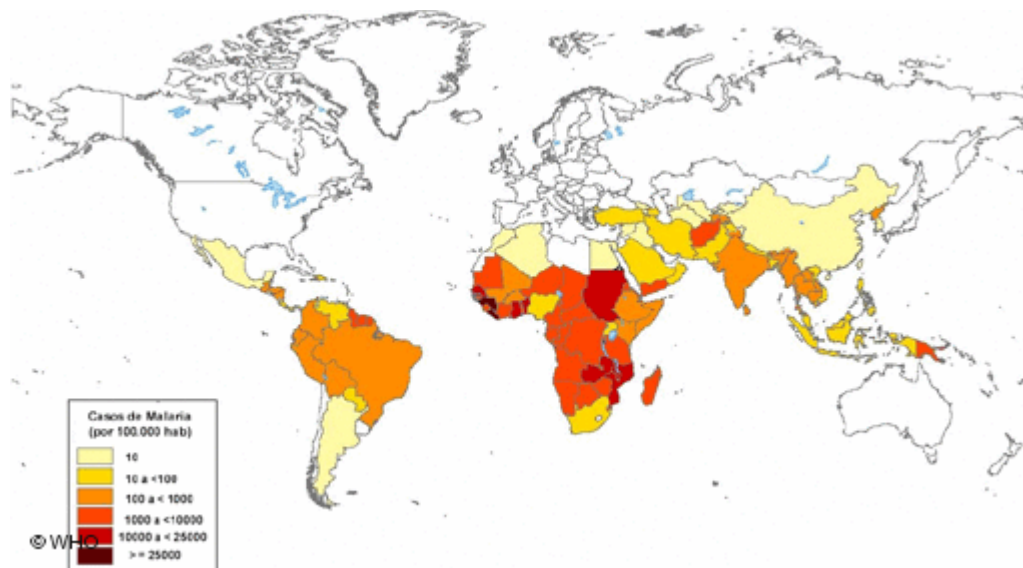 Casos de Malaria
(por 100.000 hab)
10
10 a <100
100 a < 1000
1000 a <10000
10000 a < 25000
> = 25000
© WHO